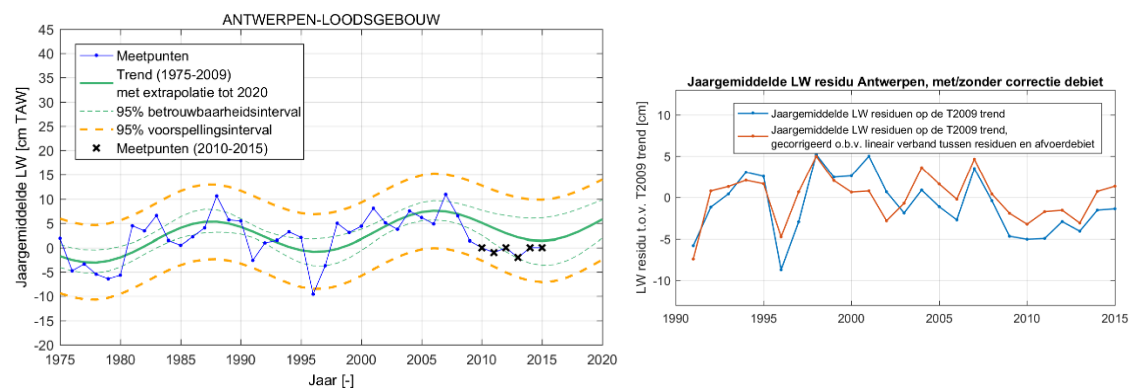 ANTWERPEN-LOODSGEBOUW
Jaargemiddelde LW [cm TAW]
45
40
35
30
25
20
15
10
5
0
-5
-10
-15
-20
Meetpunten
Trend (1975-2009)
met extrapolatie tot 2020
95% betrouwbaarheidsinterval
95% voorspellingsinterval
Meetpunten (2010-2015)
1975 1980 1985 1990 1995 2000 2005 2010 2015 2020
Jaar [-]
Jaargemiddelde LW residu Antwerpen, met/zonder correctie debiet
LW residu t.o.v. T2009 trend [cm]
10
5
0
-5
-10
Jaargemiddelde LW residuen op de T2009 trend
Jaargemiddelde LW residuen op de T2009 trend,
gecorrigeerd o.b.v. lineair verband tussen residuen en afvoerdebiet
1990 1995 2000 2005 2010 2015